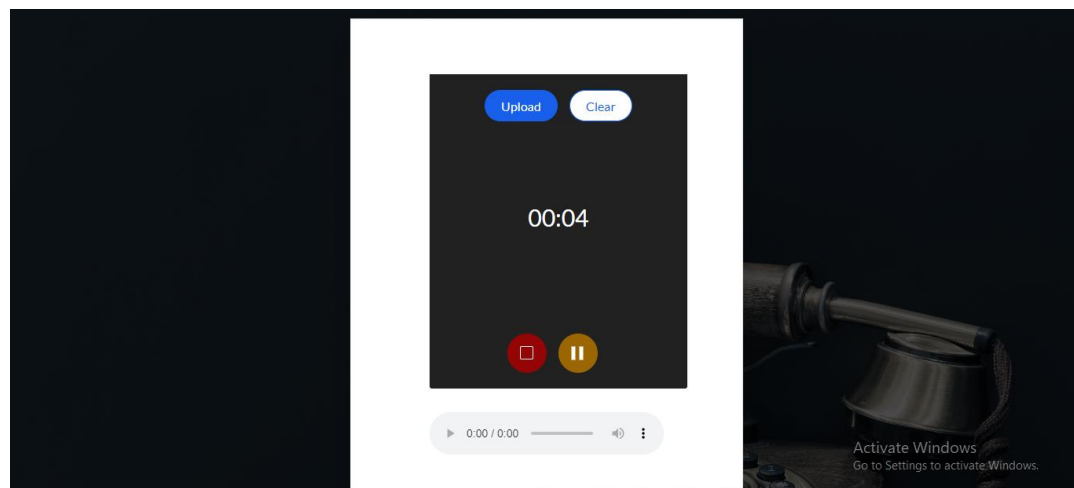 Upload Clear
00:04
0:00 / 0:00
Activate Windows
Go to Settings to activate Windows.